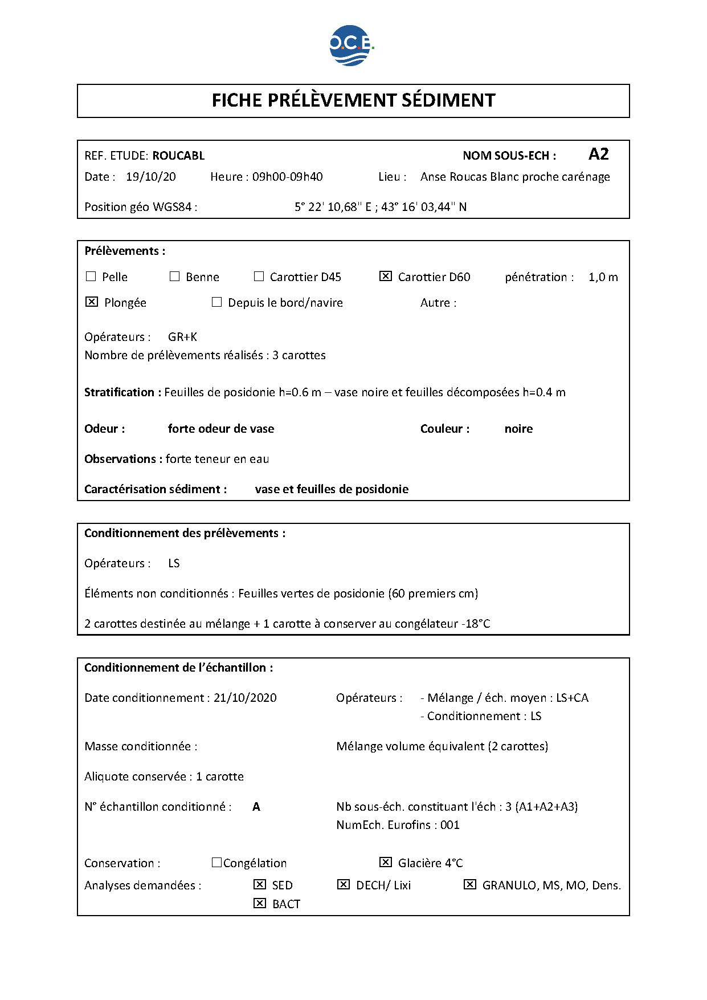 O.C.E.
FICHE PRÉLÈVEMENT SÉDIMENT
REF. ETUDE: ROUCABL NOM SOUS-ECH : A2
Date : 19/10/20 Heure : 09h00-09h40 Lieu : Anse Roucas Blanc proche carénage
Position géo WGS84 : 5° 22' 10,68" E ; 43° 16' 03,44" N
Prélèvements :
☐ Pelle ☐ Benne ☐ Carottier D45 ☒ Carottier D60 pénétration : 1,0 m
☒ Plongée ☐ Depuis le bord/navire Autre :
Opérateurs : GR+K
Nombre de prélèvements réalisés : 3 carottes
Stratification : Feuilles de posidonie h=0.6 m – vase noire et feuilles décomposées h=0.4 m
Odeur : forte odeur de vase Couleur : noire
Observations : forte teneur en eau
Caractérisation sédiment : vase et feuilles de posidonie
Conditionnement des prélèvements :
Opérateurs : LS
Éléments non conditionnés : Feuilles vertes de posidonie (60 premiers cm)
2 carottes destinée au mélange + 1 carotte à conserver au congélateur -18°C
Conditionnement de l’échantillon :
Date conditionnement : 21/10/2020 Opérateurs : - Mélange / éch. moyen : LS+CA
- Conditionnement : LS
Masse conditionnée : Mélange volume équivalent (2 carottes)
Aliquote conservée : 1 carotte
N° échantillon conditionné : A Nb sous-éch. constituant l'éch : 3 (A1+A2+A3)
NumEch. Eurofins : 001
Conservation : ☐Congélation ☒ Glacière 4°C
Analyses demandées : ☒ SED ☒ DECH/ Lixi ☒ GRANULO, MS, MO, Dens.
☒ BACT